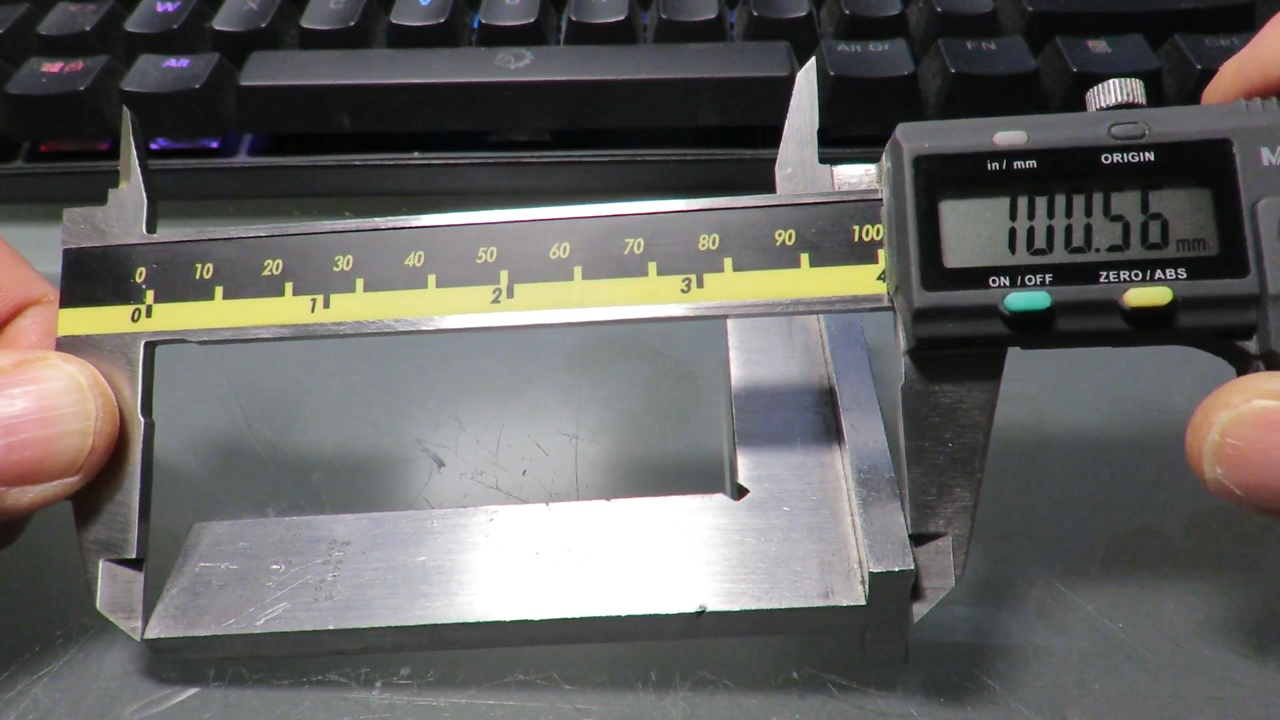 W X C V B
Alt Alt Gr FN
in / mm ORIGIN
100.56 mm
ON / OFF ZERO / ABS
0 10 20 30 40 50 60 70 80 90 100
0 1 2 3 4
M